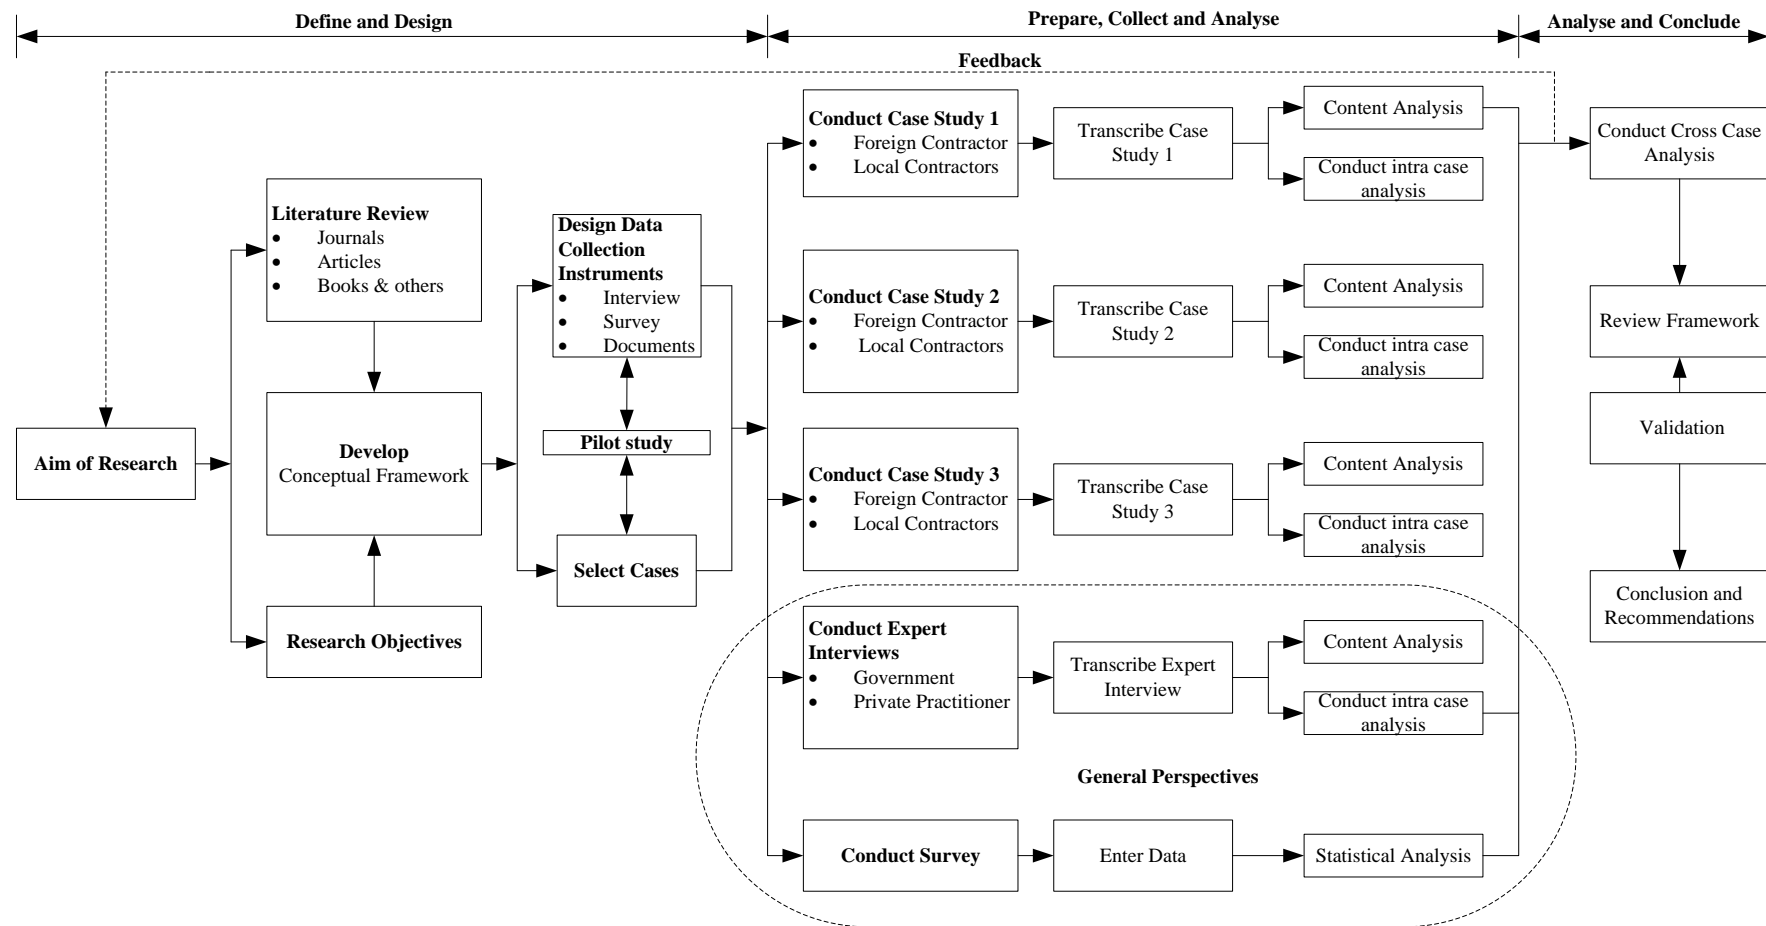 Define and Design
Prepare, Collect and Analyse
Analyse and Conclude
Feedback
Aim of Research
Literature Review
● Journals
● Articles
● Books & others
Develop
Conceptual Framework
Research Objectives
Design Data
Collection
Instruments
● Interview
● Survey
● Documents
Pilot study
Select Cases
Conduct Case Study 1
● Foreign Contractor
● Local Contractors
Transcribe Case
Study 1
Content Analysis
Conduct intra case
analysis
Conduct Case Study 2
● Foreign Contractor
● Local Contractors
Transcribe Case
Study 2
Content Analysis
Conduct intra case
analysis
Conduct Case Study 3
● Foreign Contractor
● Local Contractors
Transcribe Case
Study 3
Content Analysis
Conduct intra case
analysis
Conduct Expert
Interviews
● Government
● Private Practitioner
Transcribe Expert
Interview
Content Analysis
Conduct intra case
analysis
General Perspectives
Conduct Survey
Enter Data
Statistical Analysis
Conduct Cross Case
Analysis
Review Framework
Validation
Conclusion and
Recommendations